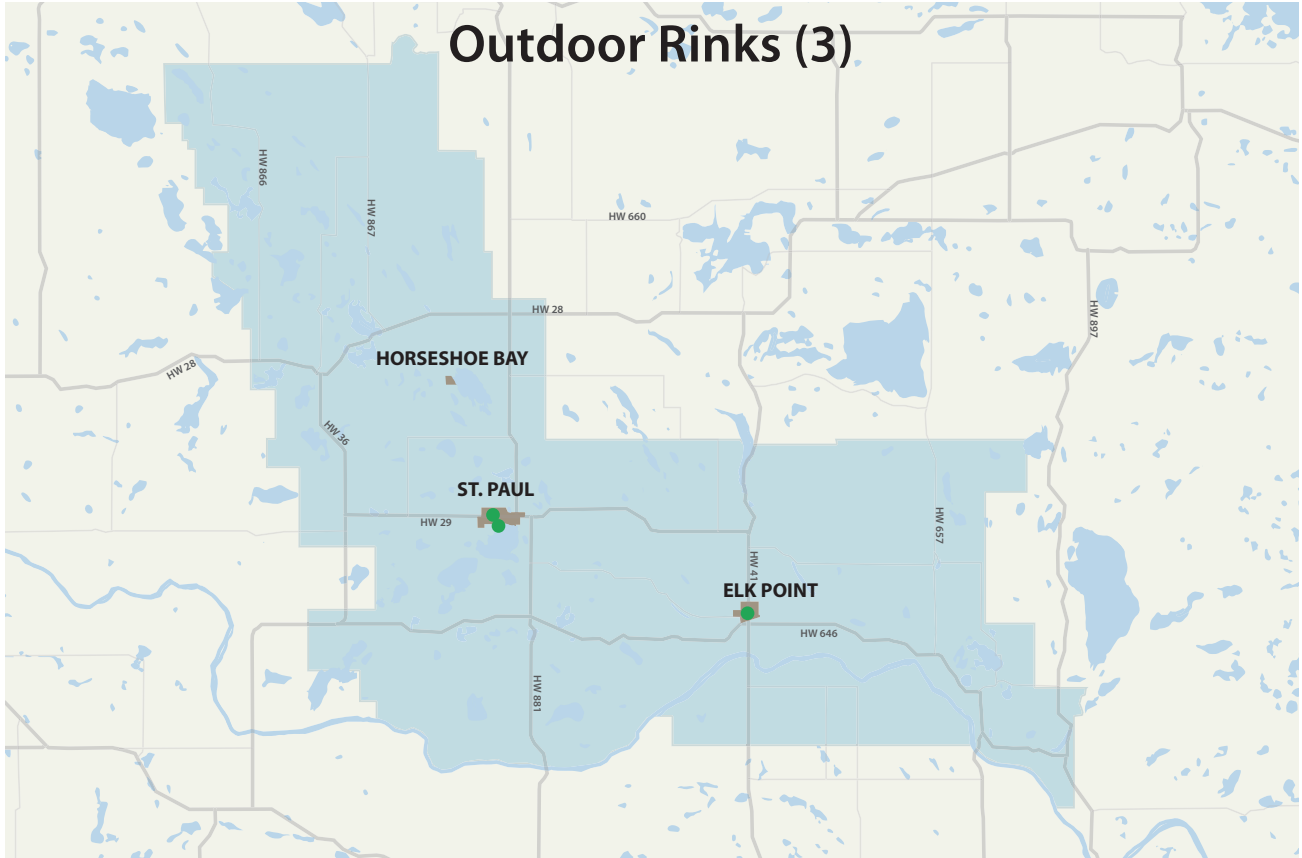 Outdoor Rinks (3)
HW 866
HW 867
HW 660
HW 28
HW 897
HORSESHOE BAY
HW 28
HW 36
ST. PAUL
HW 29
HW 657
HW 41
ELK POINT
HW 646
HW 881